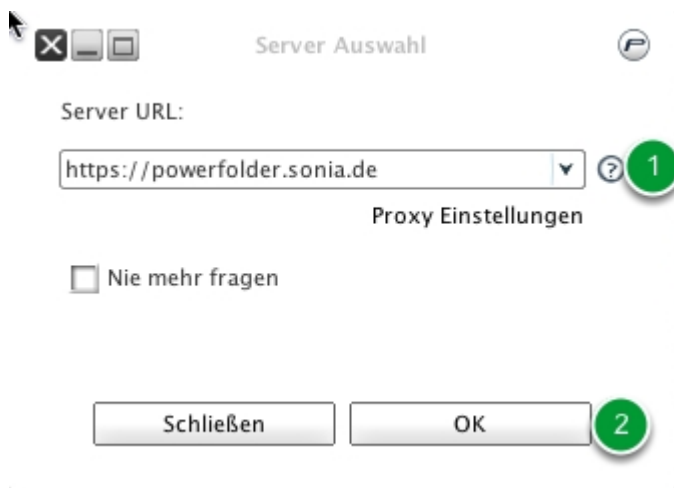 Server Auswahl
Server URL:
https://powerfolder.sonia.de
1
Proxy Einstellungen
Nie mehr fragen
Schließen
OK
2